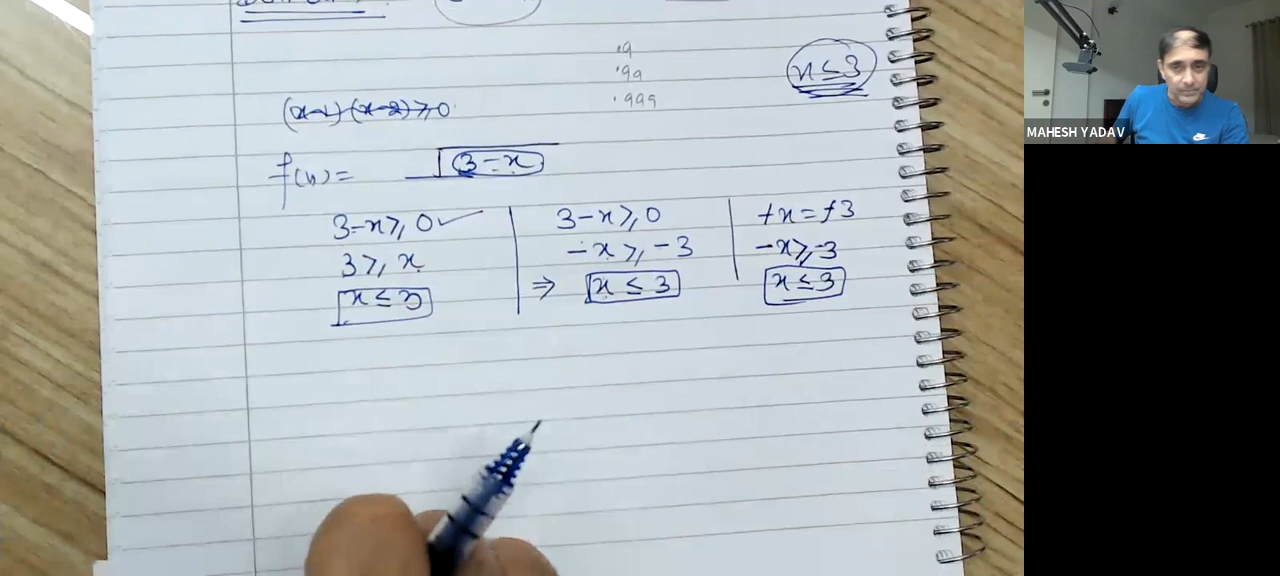 .9
.99
.999
x ≤ 3
(x-1) (x-2) ≥ 0
f(x) = √3-x
3-x ≥ 0 ✓
3 ≥ x
x ≤ 3
3-x ≥ 0
-x ≥ -3
⇒ x ≤ 3
+x = +3
-x ≥ -3
x ≤ 3
MAHESH YADAV